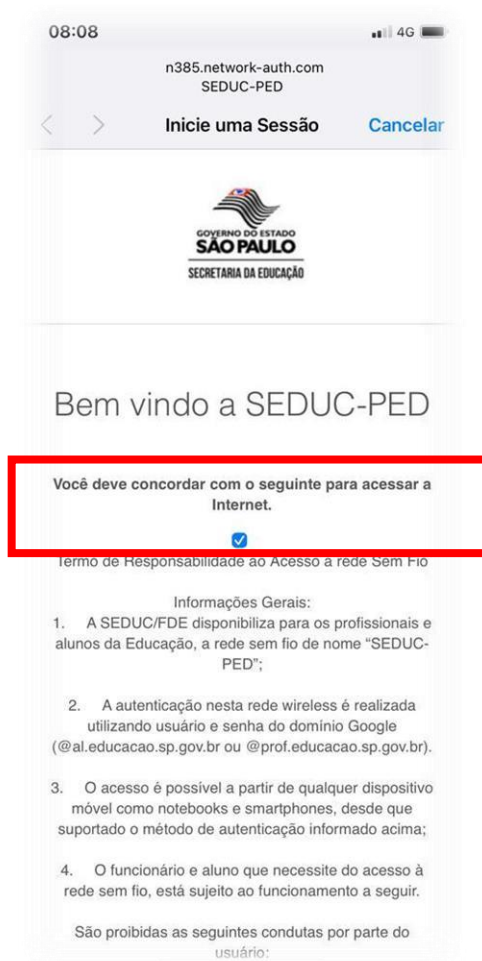 08:08
4G
n385.network-auth.com
SEDUC-PED
Inicie uma Sessão
Cancelar
GOVERNO DO ESTADO
SÃO PAULO
SECRETARIA DA EDUCAÇÃO
Bem vindo a SEDUC-PED
Você deve concordar com o seguinte para acessar a
Internet.
Termo de Responsabilidade ao Acesso a rede Sem Fio
Informações Gerais:
1. A SEDUC/FDE disponibiliza para os profissionais e
alunos da Educação, a rede sem fio de nome “SEDUC-
PED”;
2. A autenticação nesta rede wireless é realizada
utilizando usuário e senha do domínio Google
(@al.educacao.sp.gov.br ou @prof.educacao.sp.gov.br).
3. O acesso é possível a partir de qualquer dispositivo
móvel como notebooks e smartphones, desde que
suportado o método de autenticação informado acima;
4. O funcionário e aluno que necessite do acesso à
rede sem fio, está sujeito ao funcionamento a seguir.
São proibidas as seguintes condutas por parte do
usuário: